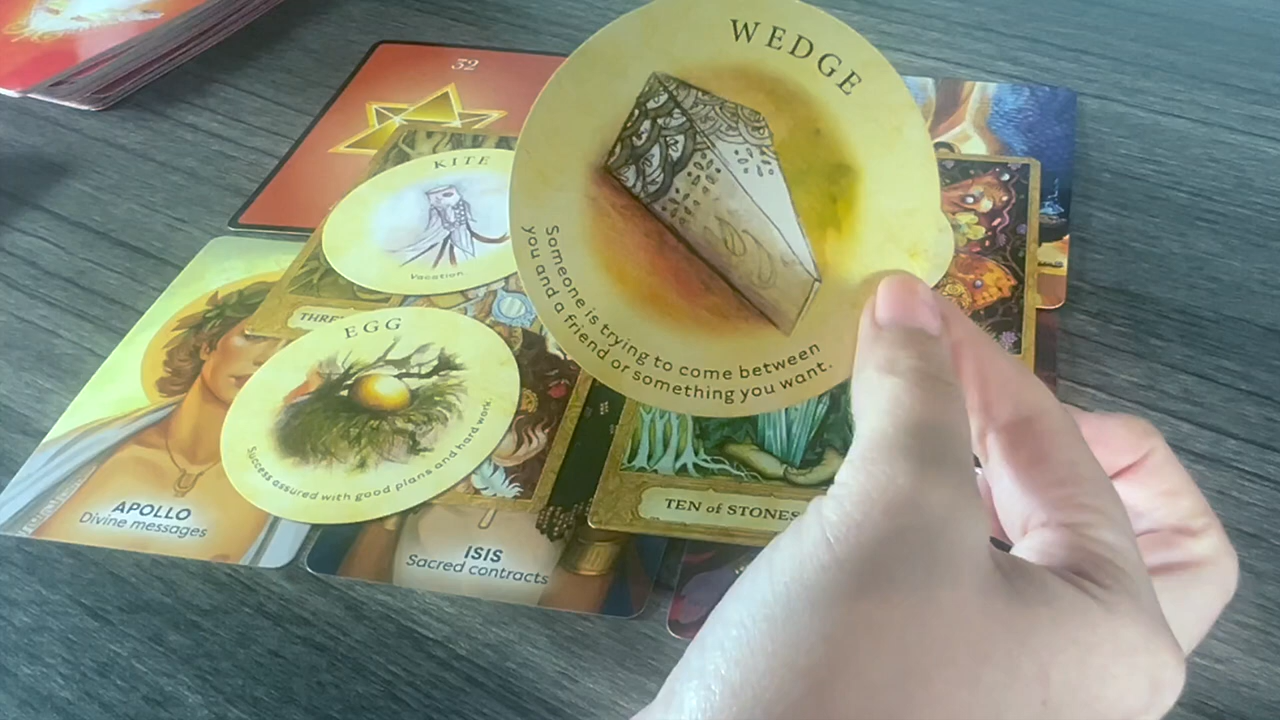 32
WEDGE
Someone is trying to come between
you and a friend or something you want.
KITE
Vacation
EGG
Success assured with good plans and hard work.
APOLLO
Divine messages
ISIS
Sacred contracts
TEN of STONES